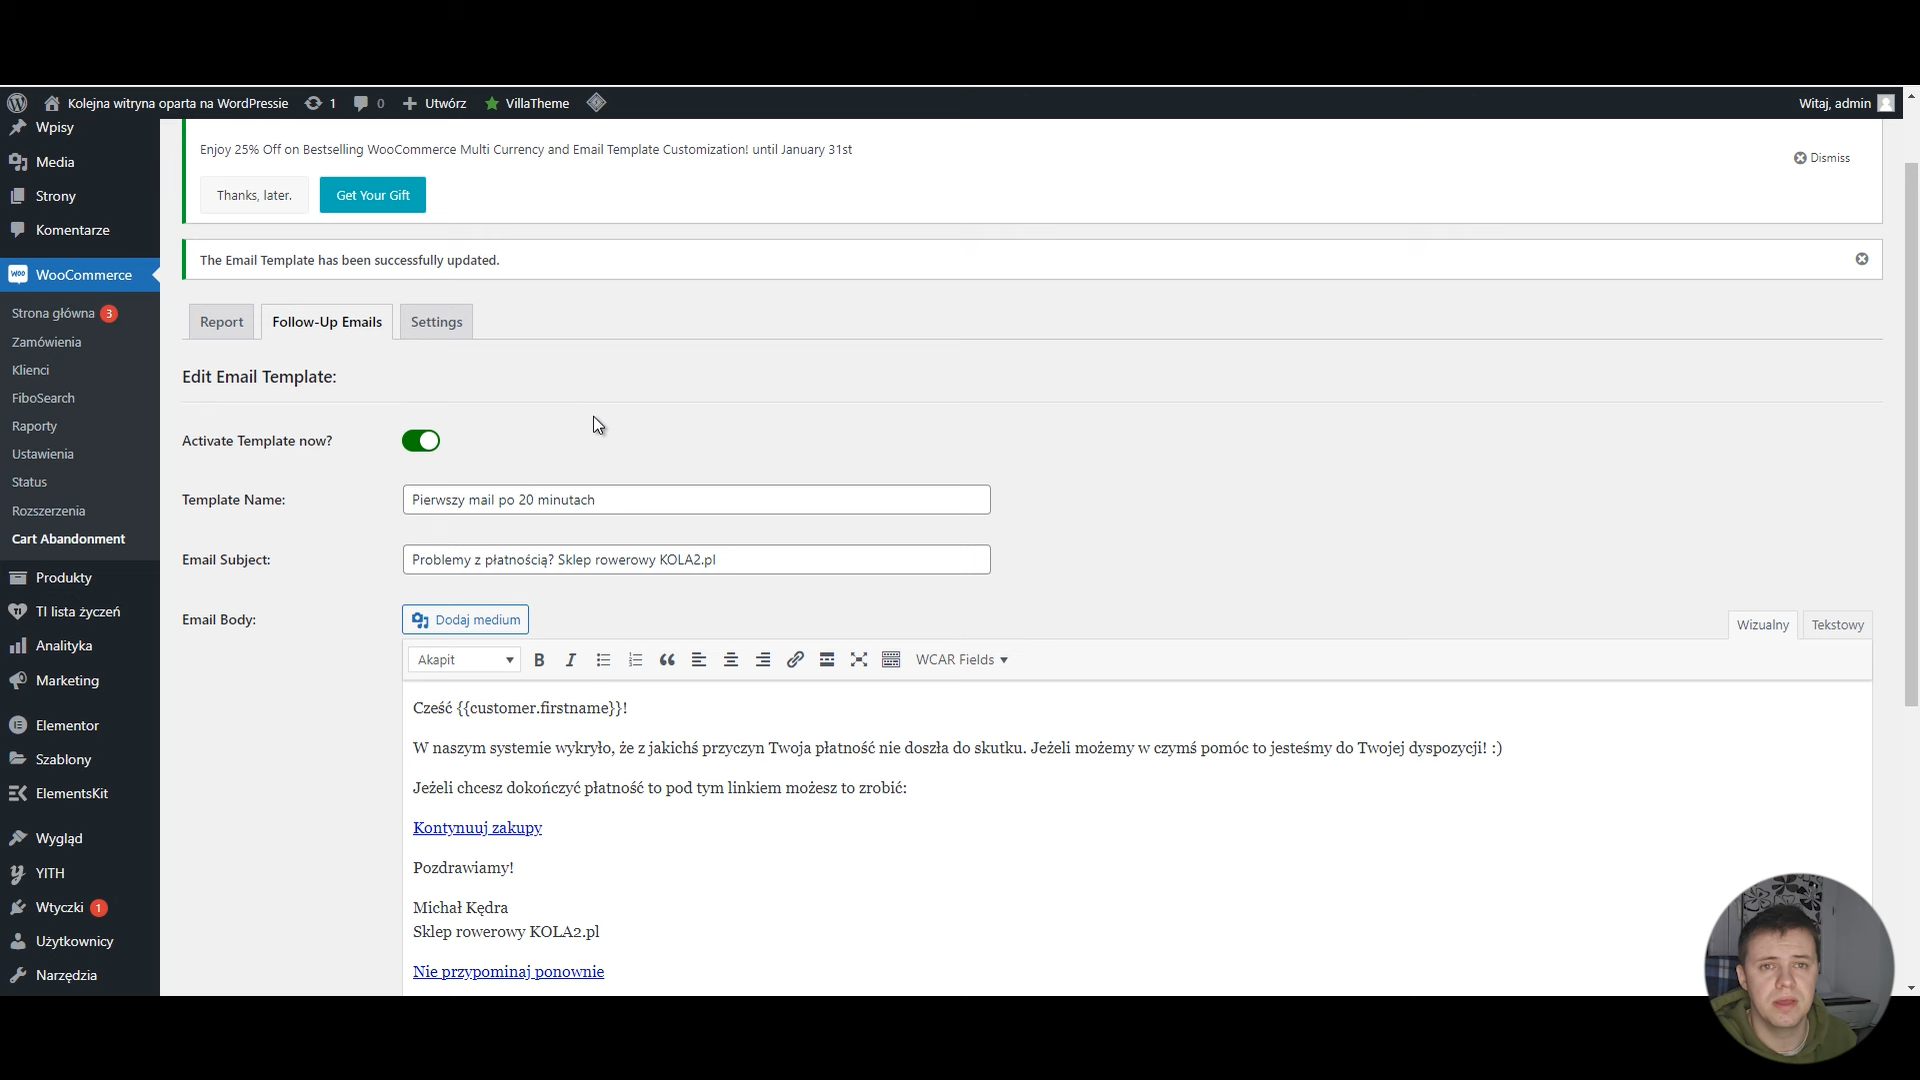 Kolejna witryna oparta na WordPressie 1 0 Utwórz VillaTheme Witaj, admin
Wpisy
Media
Strony
Komentarze
WooCommerce
Strona główna 3
Zamówienia
Klienci
FiboSearch
Raporty
Ustawienia
Status
Rozszerzenia
Cart Abandonment
Produkty
TI lista życzeń
Analityka
Marketing
Elementor
Szablony
ElementsKit
Wygląd
YITH
Wtyczki 1
Użytkownicy
Narzędzia
Enjoy 25% Off on Bestselling WooCommerce Multi Currency and Email Template Customization! until January 31st
Dismiss
Thanks, later. Get Your Gift
The Email Template has been successfully updated.
Report Follow-Up Emails Settings
Edit Email Template:
Activate Template now?
Template Name: Pierwszy mail po 20 minutach
Email Subject: Problemy z płatnością? Sklep rowerowy KOLA2.pl
Email Body: Dodaj medium Wizualny Tekstowy
Akapit B I WCAR Fields
Cześć {{customer.firstname}}!
W naszym systemie wykryło, że z jakichś przyczyn Twoja płatność nie doszła do skutku. Jeżeli możemy w czymś pomóc to jesteśmy do Twojej dyspozycji! :)
Jeżeli chcesz dokończyć płatność to pod tym linkiem możesz to zrobić:
Kontynuuj zakupy
Pozdrawiamy!
Michał Kędra
Sklep rowerowy KOLA2.pl
Nie przypominaj ponownie